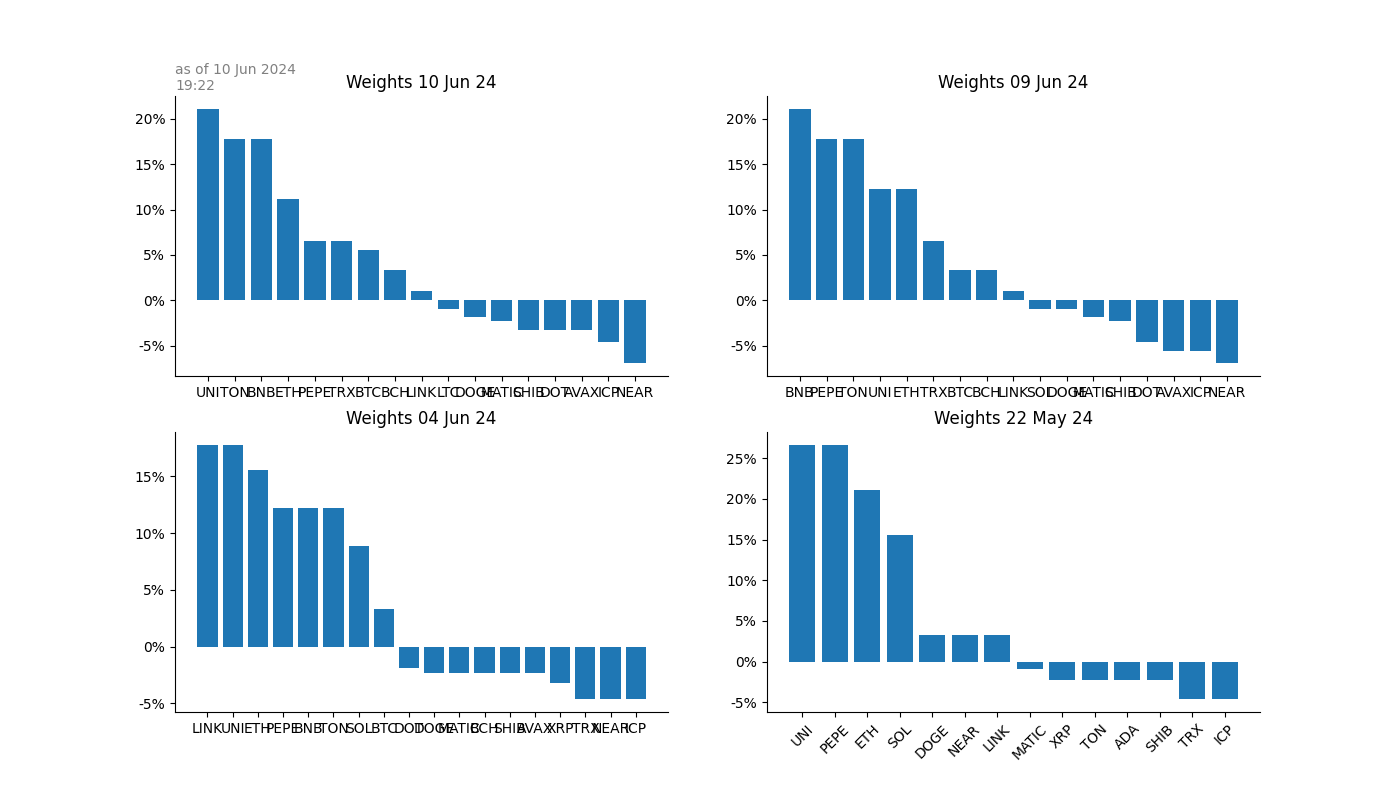 as of 10 Jun 2024
19:22
Weights 10 Jun 24
20%
15%
10%
5%
0%
-5%
UNI TON BNB ETH PEPE TRX BTC BCH LINK LTC DOGE MATIC SHIB DOT AVAX ICP NEAR
Weights 09 Jun 24
20%
15%
10%
5%
0%
-5%
BNB PEPE TON UNI ETH TRX BTC BCH LINK SOL DOGE MATIC SHIB DOT AVAX ICP NEAR
Weights 04 Jun 24
15%
10%
5%
0%
-5%
LINK UNI ETH PEPE BNB TON SOL BTC DOT DOGE MATIC BCH SHIB AVAX XRP TRX NEAR ICP
Weights 22 May 24
25%
20%
15%
10%
5%
0%
-5%
UNI PEPE ETH SOL DOGE NEAR LINK MATIC XRP TON ADA SHIB TRX ICP